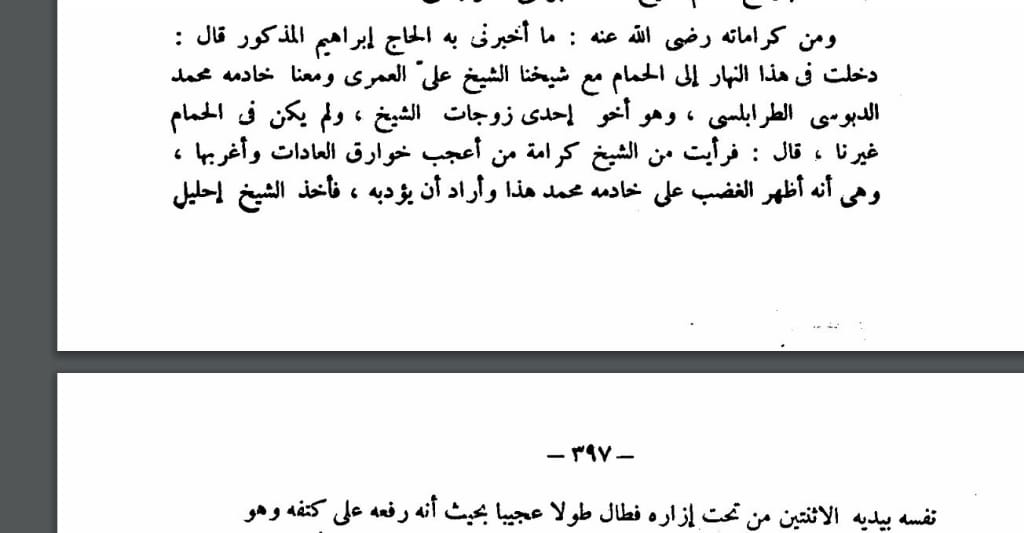 ومن كراماته رضى الله عنه : ما أخبرنى به الحاج إبراهيم المذكور قال :
دخلت فى هذا النهار إلى الحمام مع شيخنا الشيخ علىّ العمرى ومعنا خادمه محمد
الدبوسى الطرابلسى ، وهو أخو إحدى زوجات الشيخ ، ولم يكن فى الحمام
غيرنا ، قال : فرأيت من الشيخ كرامة من أعجب خوارق العادات وأغربها ،
وهى أنه أظهر الغضب على خادمه محمد هذا وأراد أن يؤدبه ، فأخذ الشيخ إحليل
— ٣٩٧ —
نفسه بيديه الاثنتين من تحت إزاره فطال طولا عجيبا بحيث أنه رفعه على كتفه وهو